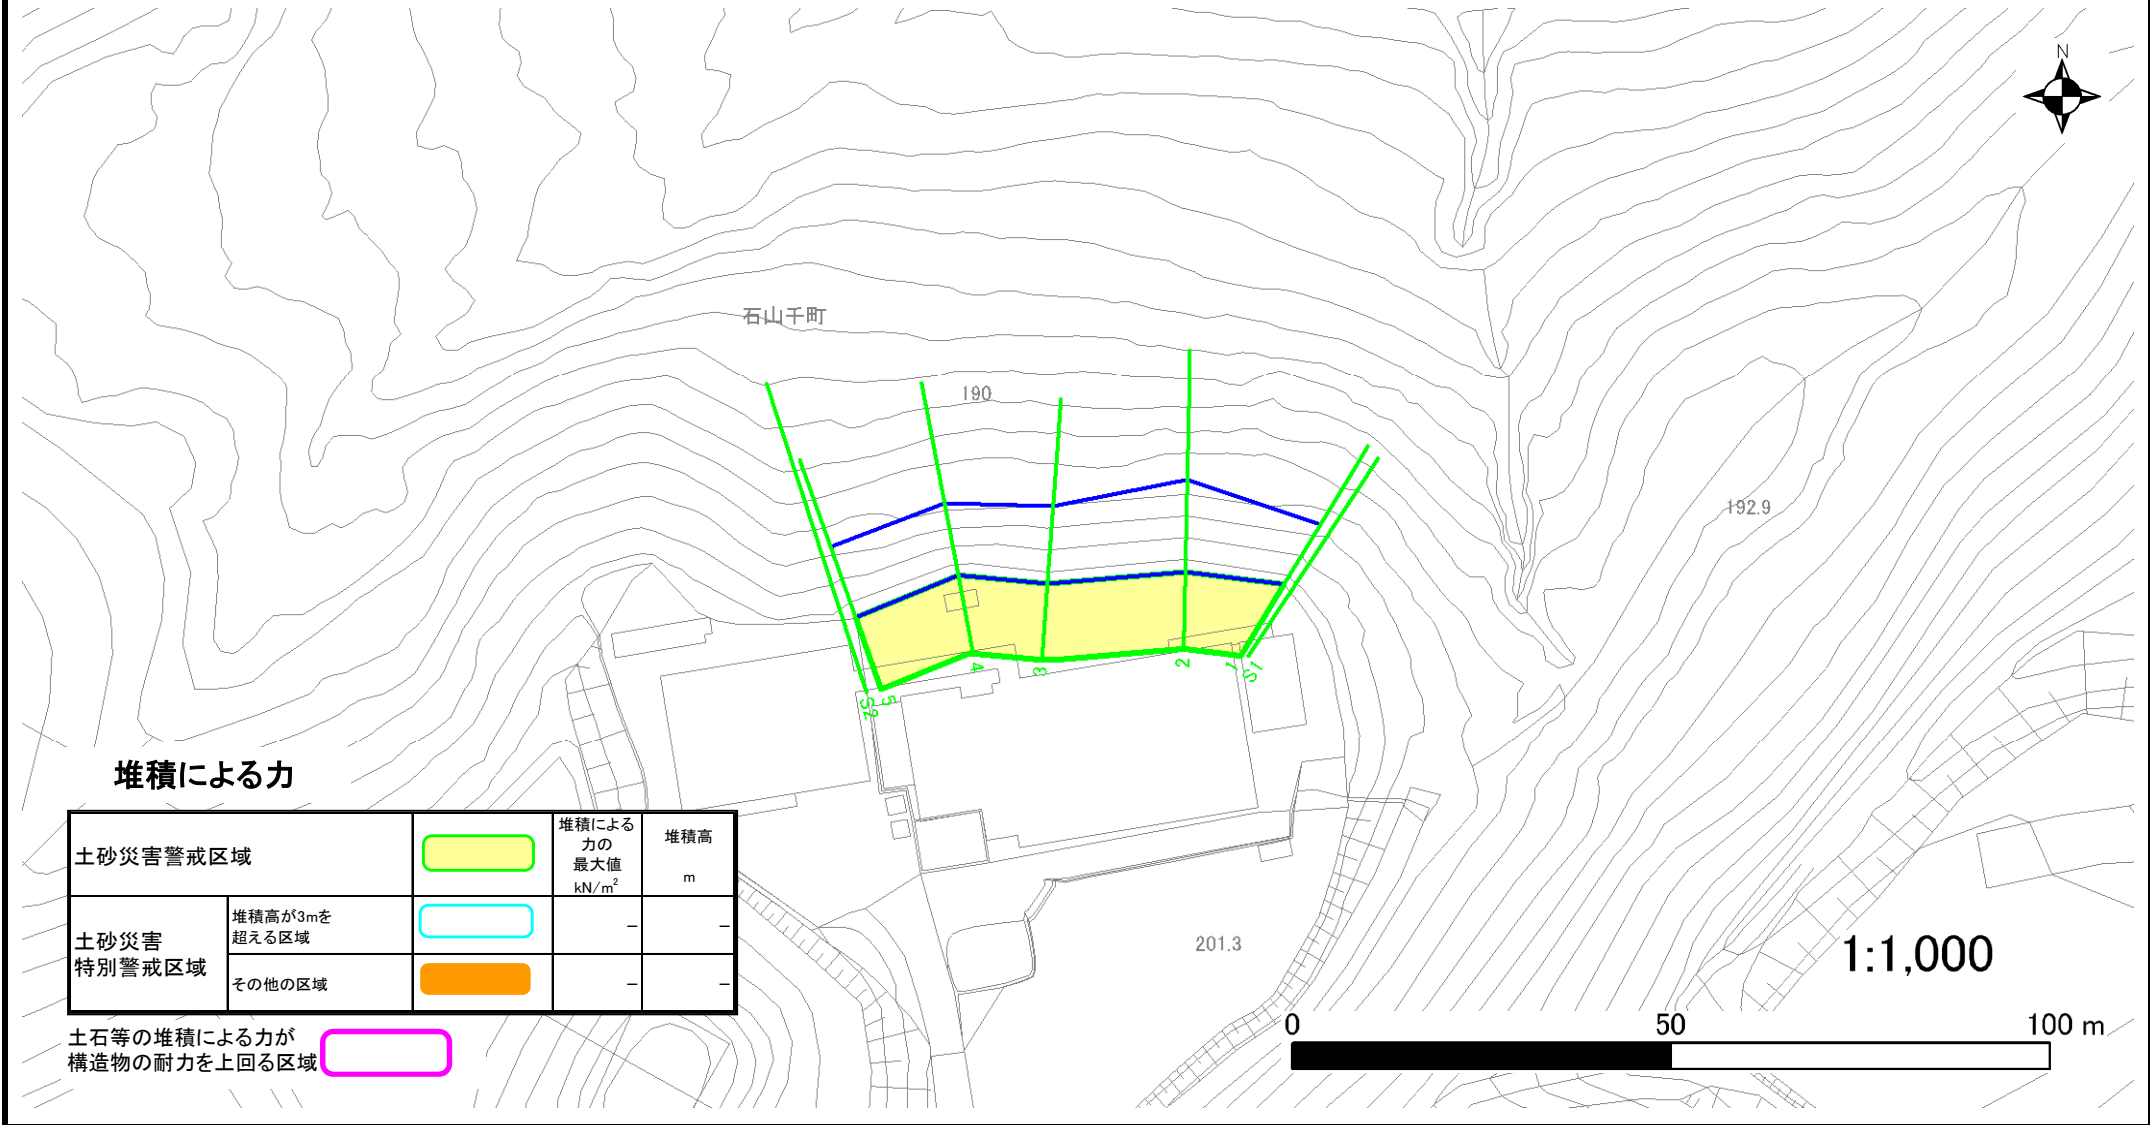 N
石山千町
190
192.9
S2
5
4
3
2
1
S1
201.3
堆積による力
土砂災害警戒区域
堆積による
力の
最大値
kN/m²
堆積高
m
土砂災害
特別警戒区域
堆積高が3mを
超える区域
–
–
その他の区域
–
–
土石等の堆積による力が
構造物の耐力を上回る区域
1:1,000
0
50
100 m